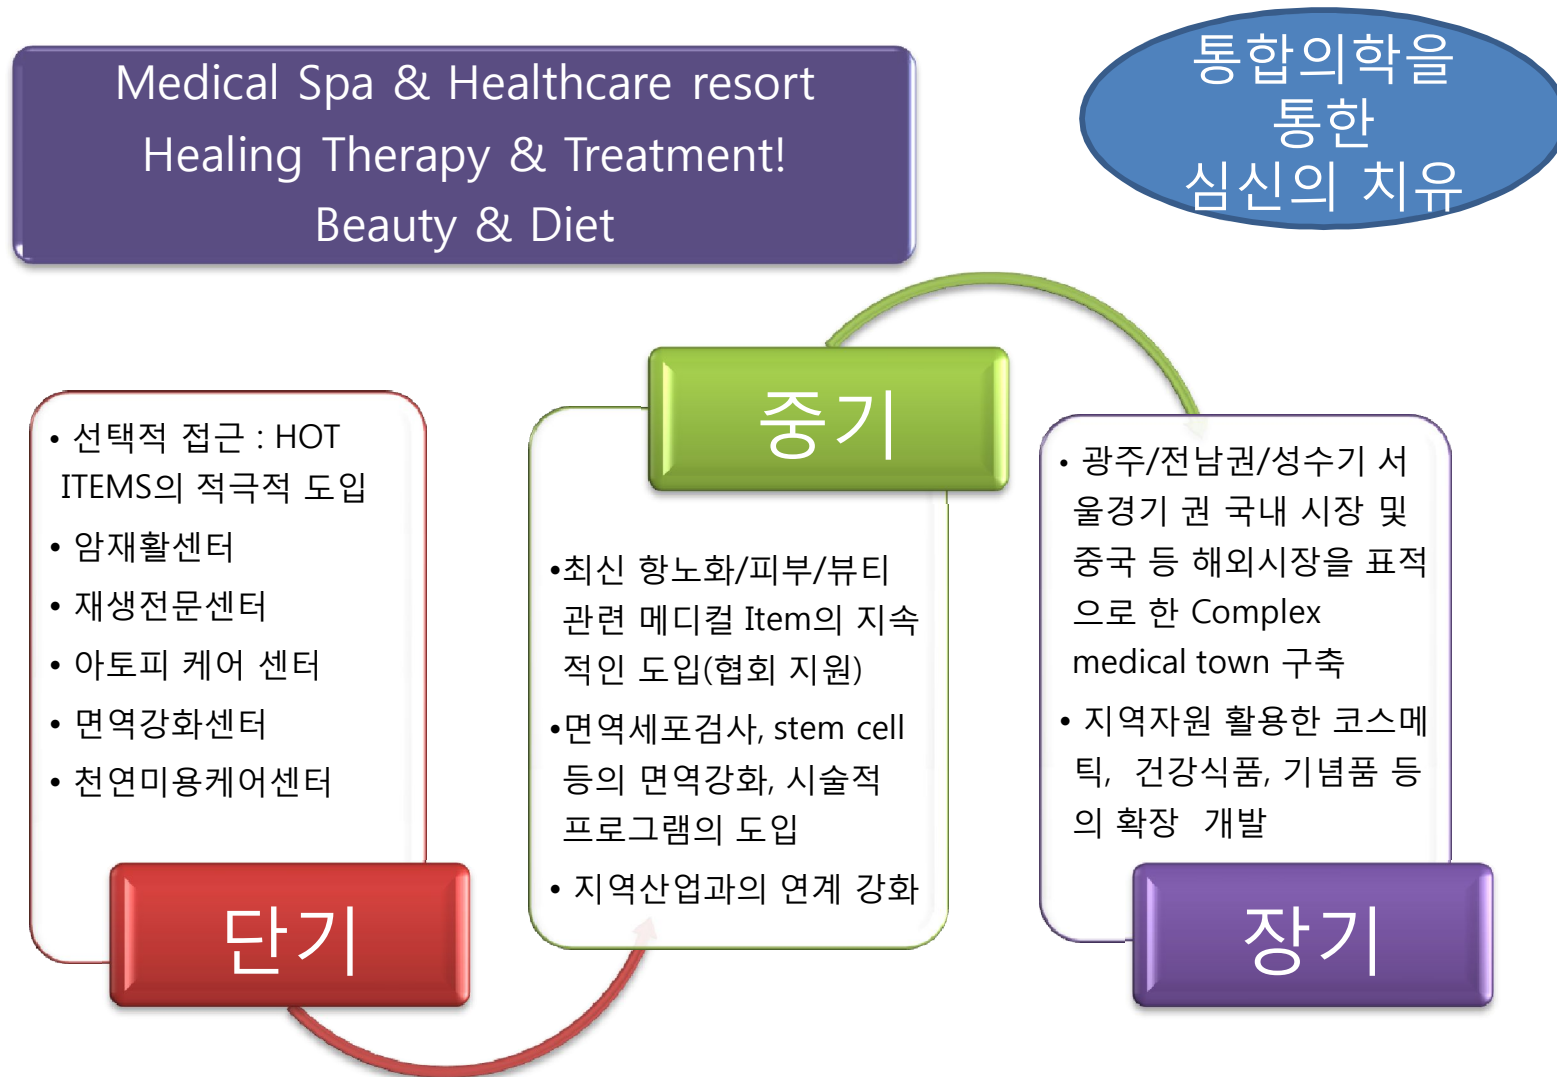 Medical Spa & Healthcare resort
Healing Therapy & Treatment!
Beauty & Diet
통합의학을
통한
심신의 치유
• 선택적 접근 : HOT
ITEMS의 적극적 도입
• 암재활센터
• 재생전문센터
• 아토피 케어 센터
• 면역강화센터
• 천연미용케어센터
단기
중기
•최신 항노화/피부/뷰티
관련 메디컬 Item의 지속
적인 도입(협회 지원)
•면역세포검사, stem cell
등의 면역강화, 시술적
프로그램의 도입
• 지역산업과의 연계 강화
• 광주/전남권/성수기 서
울경기 권 국내 시장 및
중국 등 해외시장을 표적
으로 한 Complex
medical town 구축
• 지역자원 활용한 코스메
틱, 건강식품, 기념품 등
의 확장 개발
장기